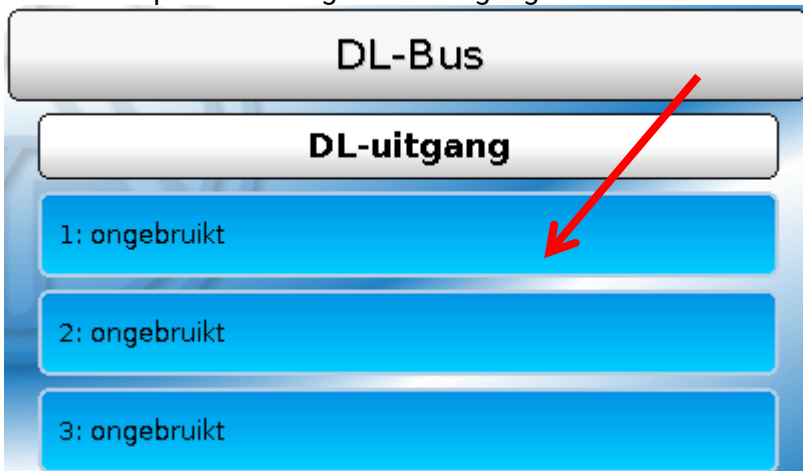 DL-Bus
DL-uitgang
1: ongebruikt
2: ongebruikt
3: ongebruikt